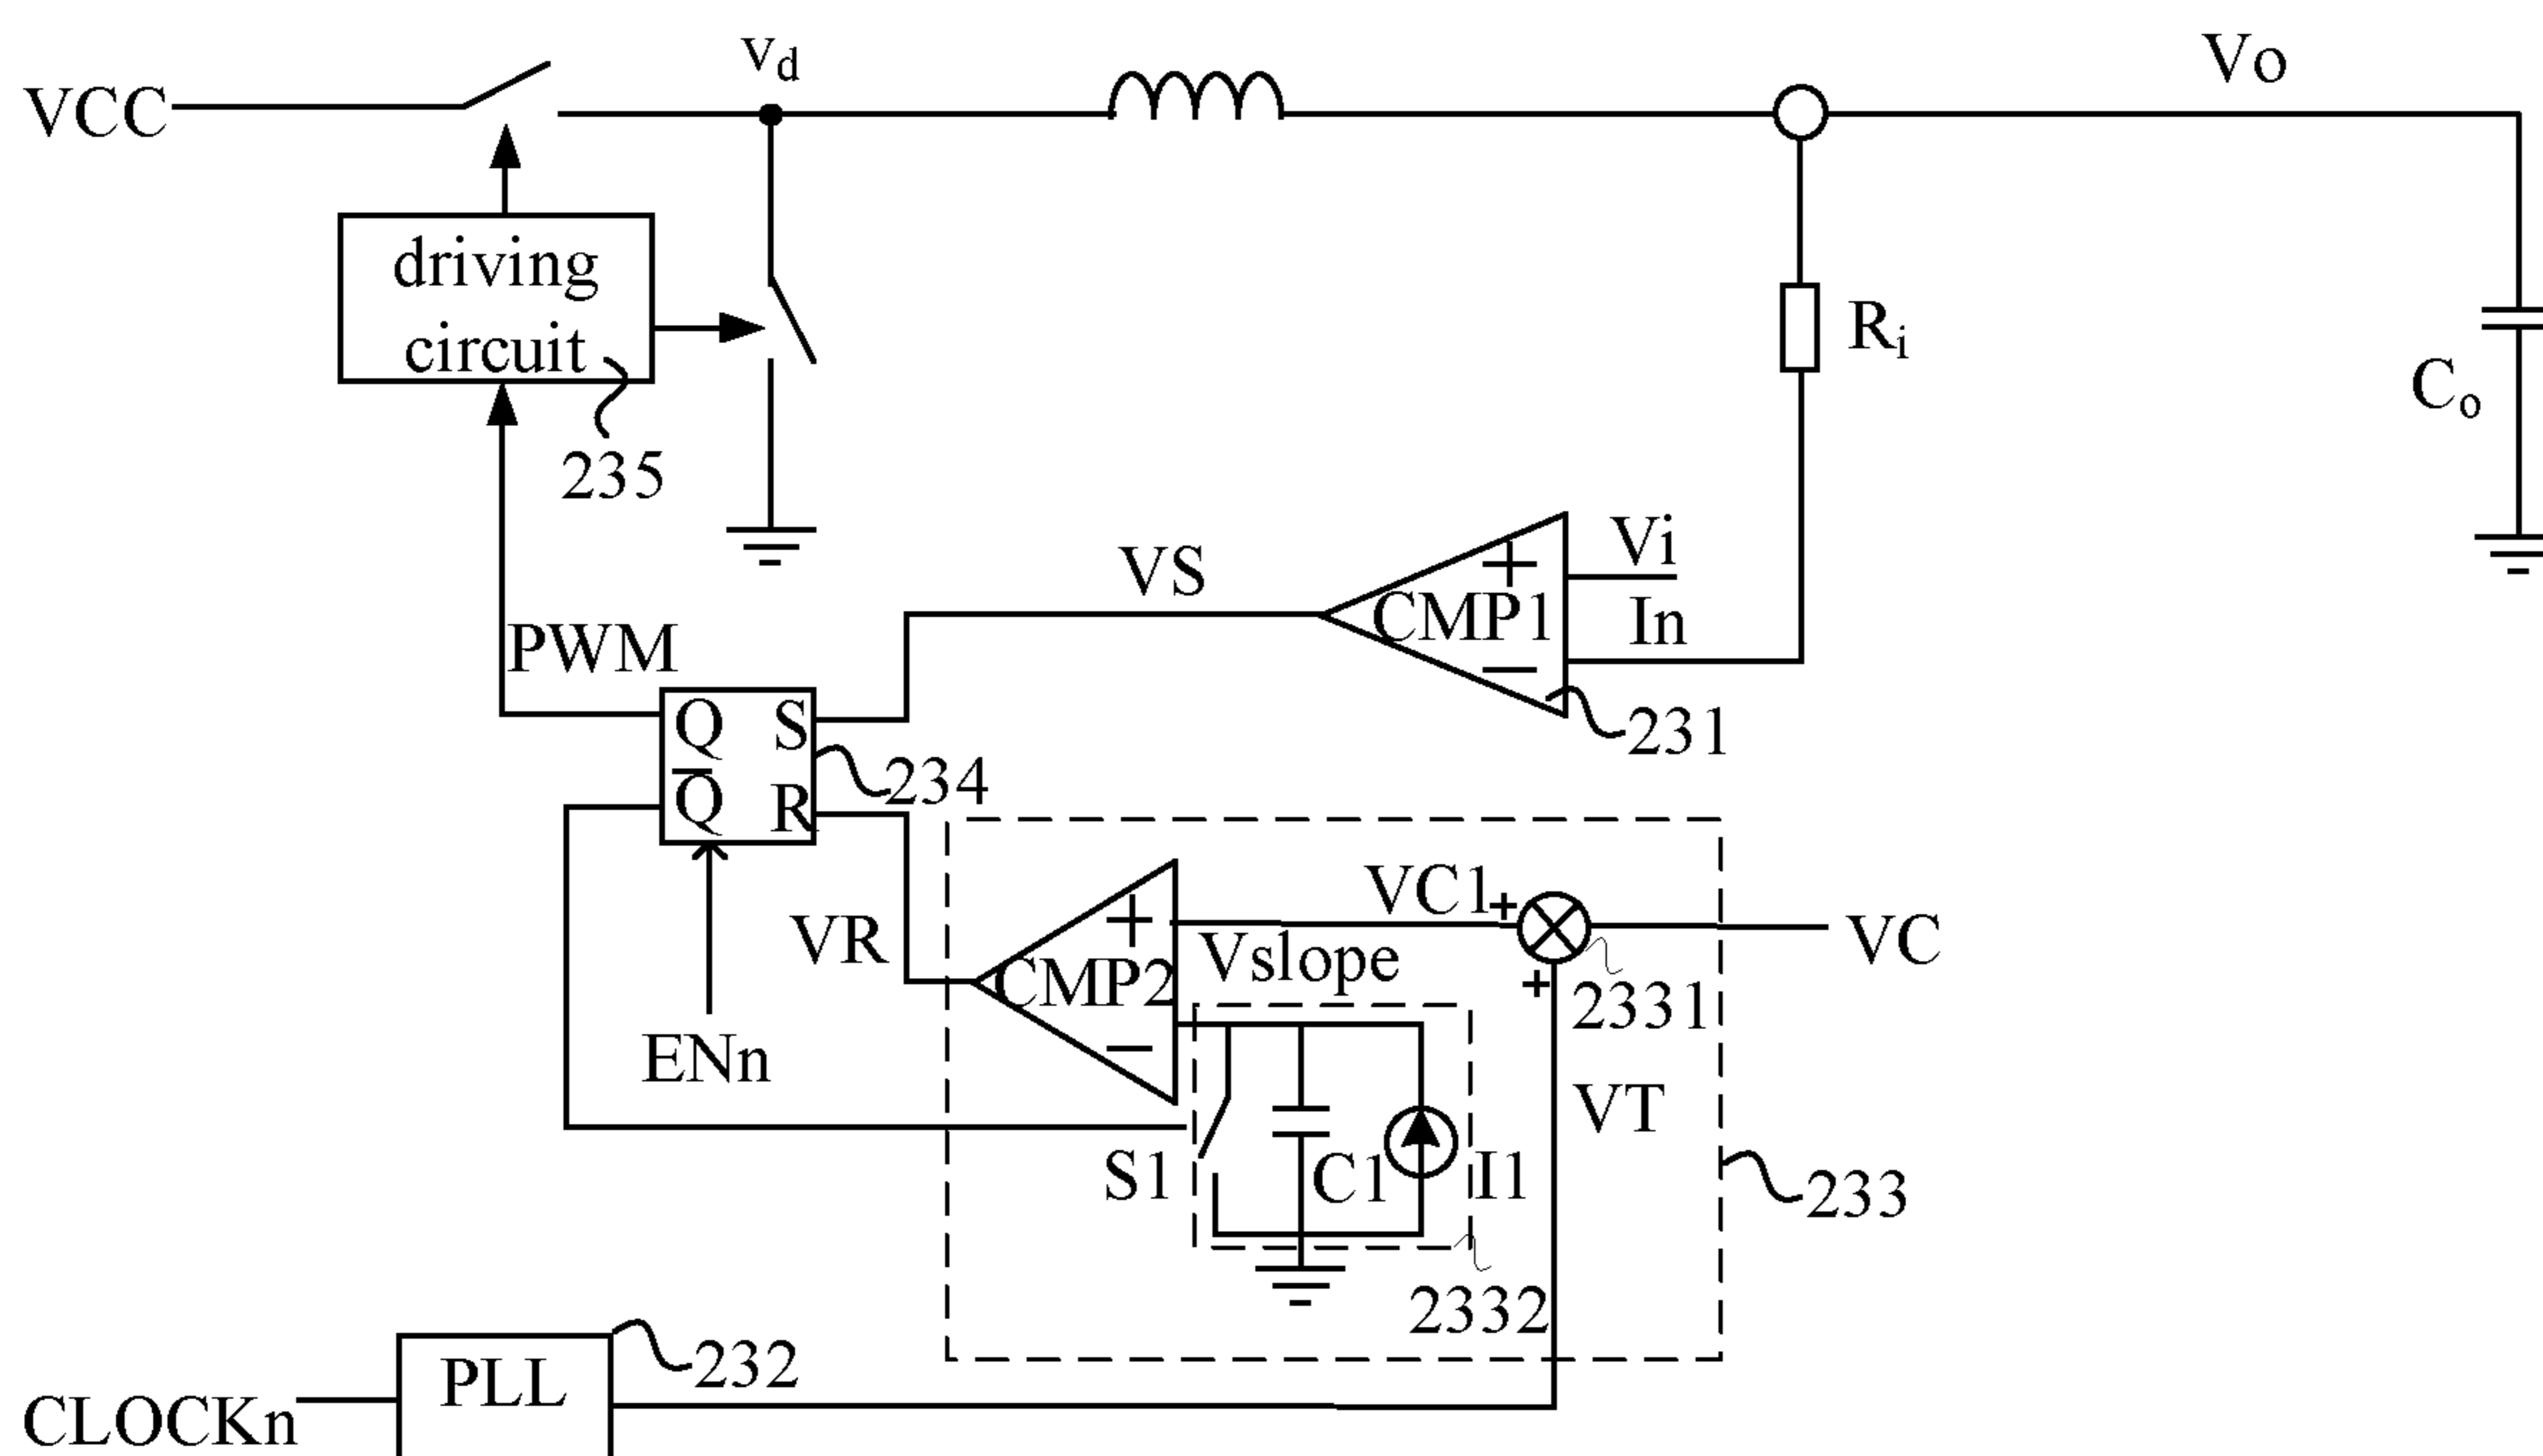 VCC
vd
Vo
driving
circuit
235
Ri
Co
VS
Vi
+
CMP1
In
−
231
PWM
Q S
Q̅ R
234
ENn
VR
VC1
+
VC
+
CMP2
−
Vslope
+
2331
VT
S1
C1
I1
233
2332
232
PLL
CLOCKn